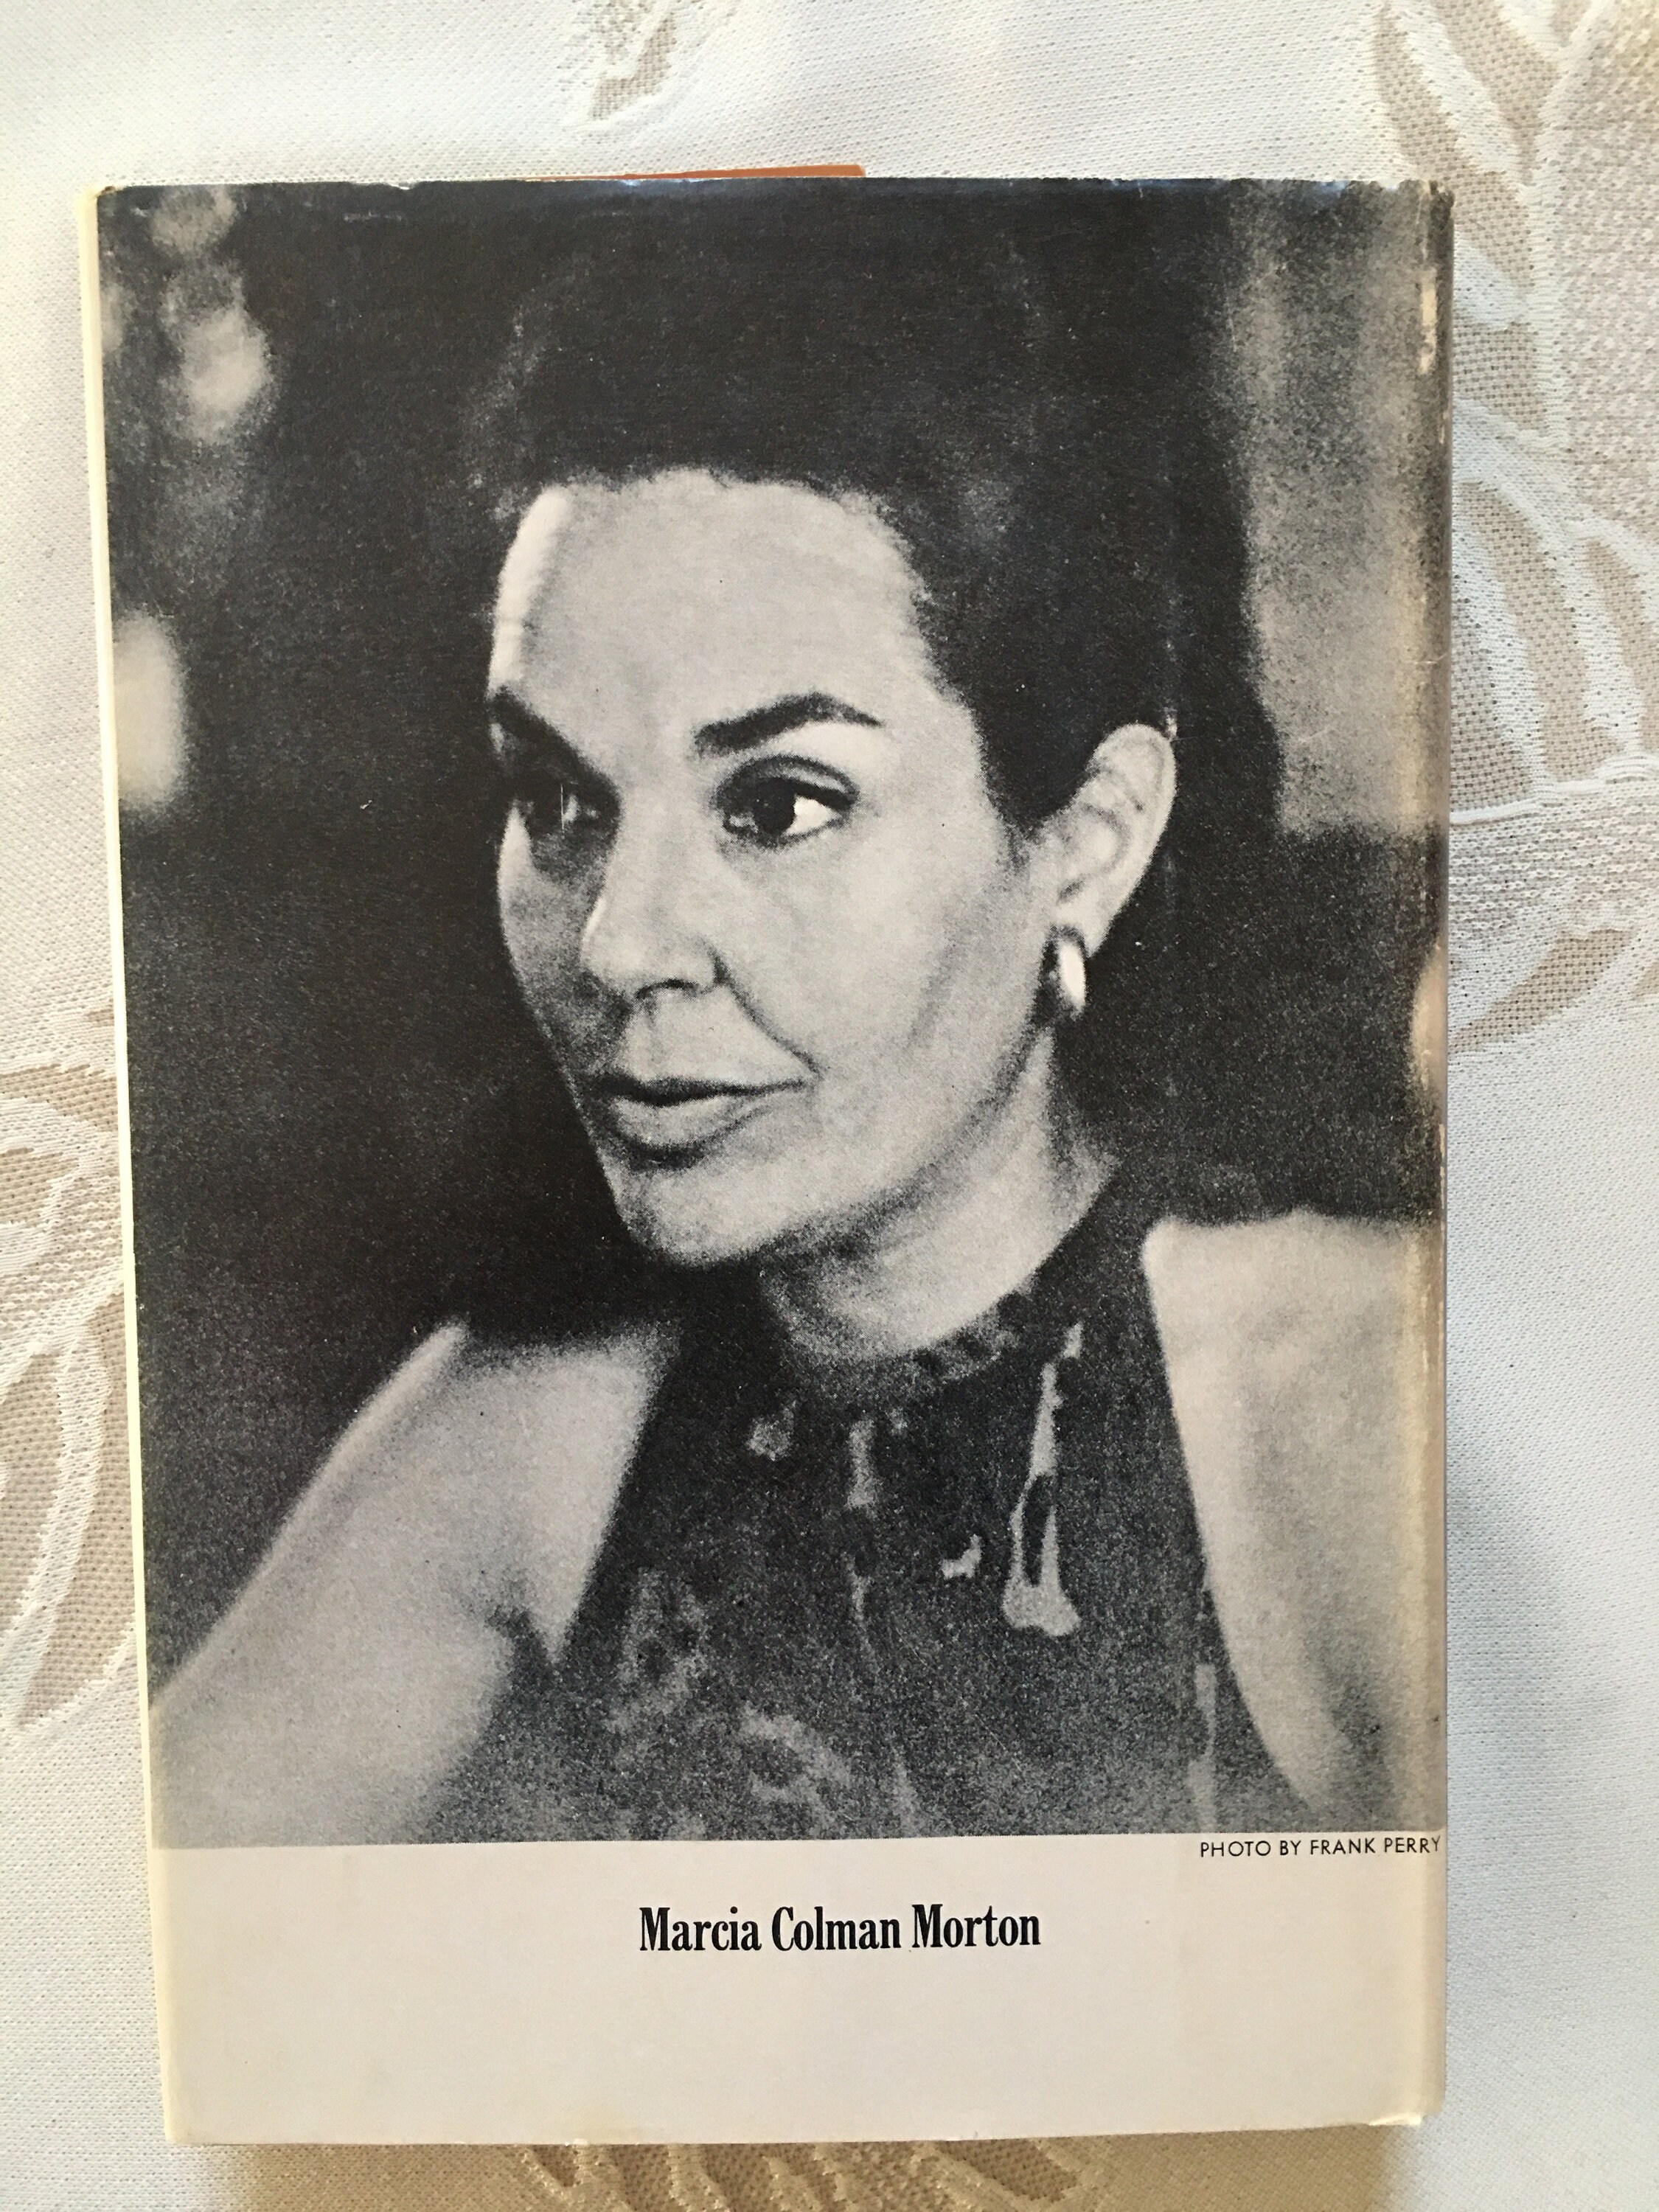 PHOTO BY FRANK PERRY
Marcia Colman Morton